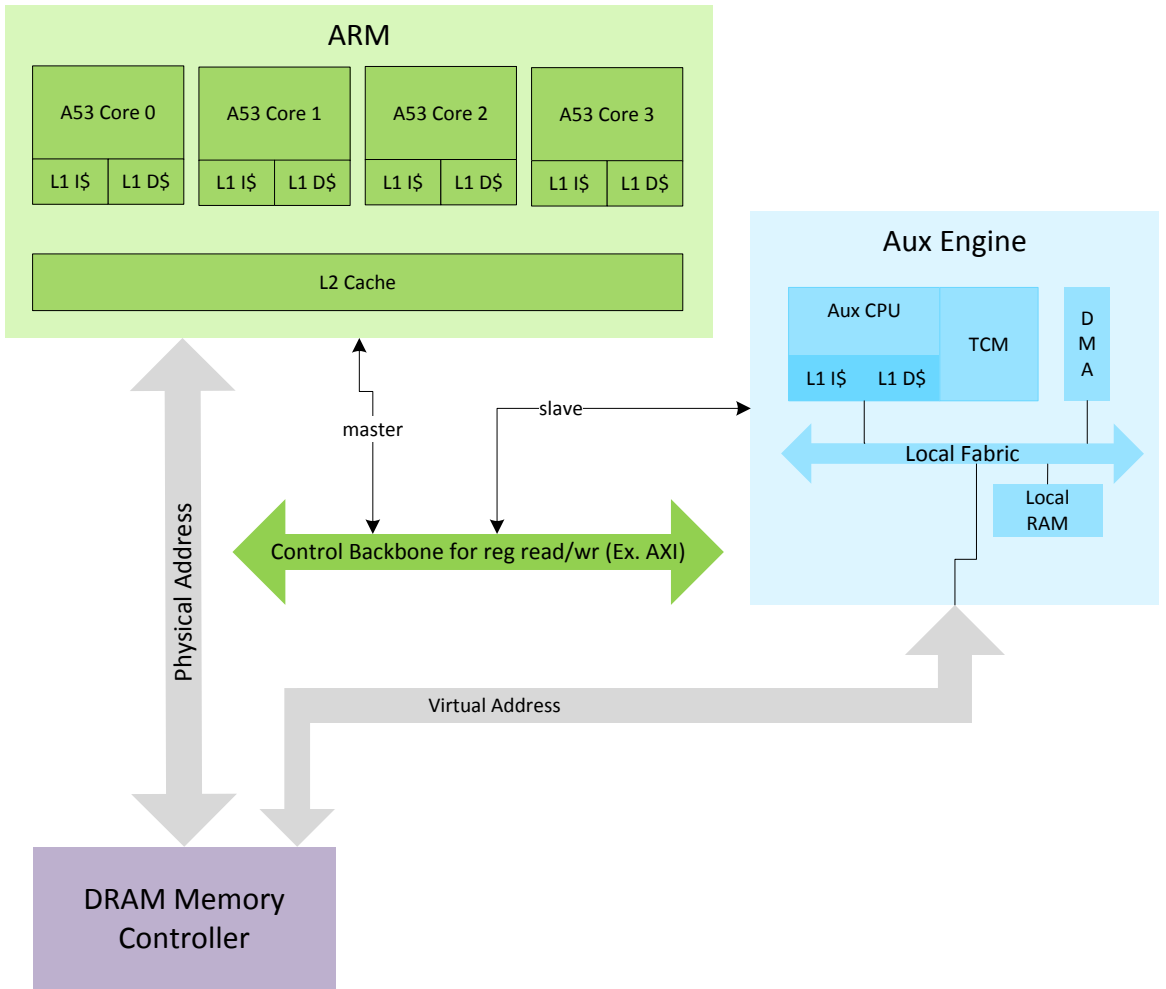 ARM
A53 Core 0
A53 Core 1
A53 Core 2
A53 Core 3
L1 I$
L1 D$
L1 I$
L1 D$
L1 I$
L1 D$
L1 I$
L1 D$
L2 Cache
Aux Engine
Aux CPU
L1 I$
L1 D$
TCM
D
M
A
Local Fabric
Local
RAM
master
slave
Control Backbone for reg read/wr (Ex. AXI)
Physical Address
Virtual Address
DRAM Memory
Controller